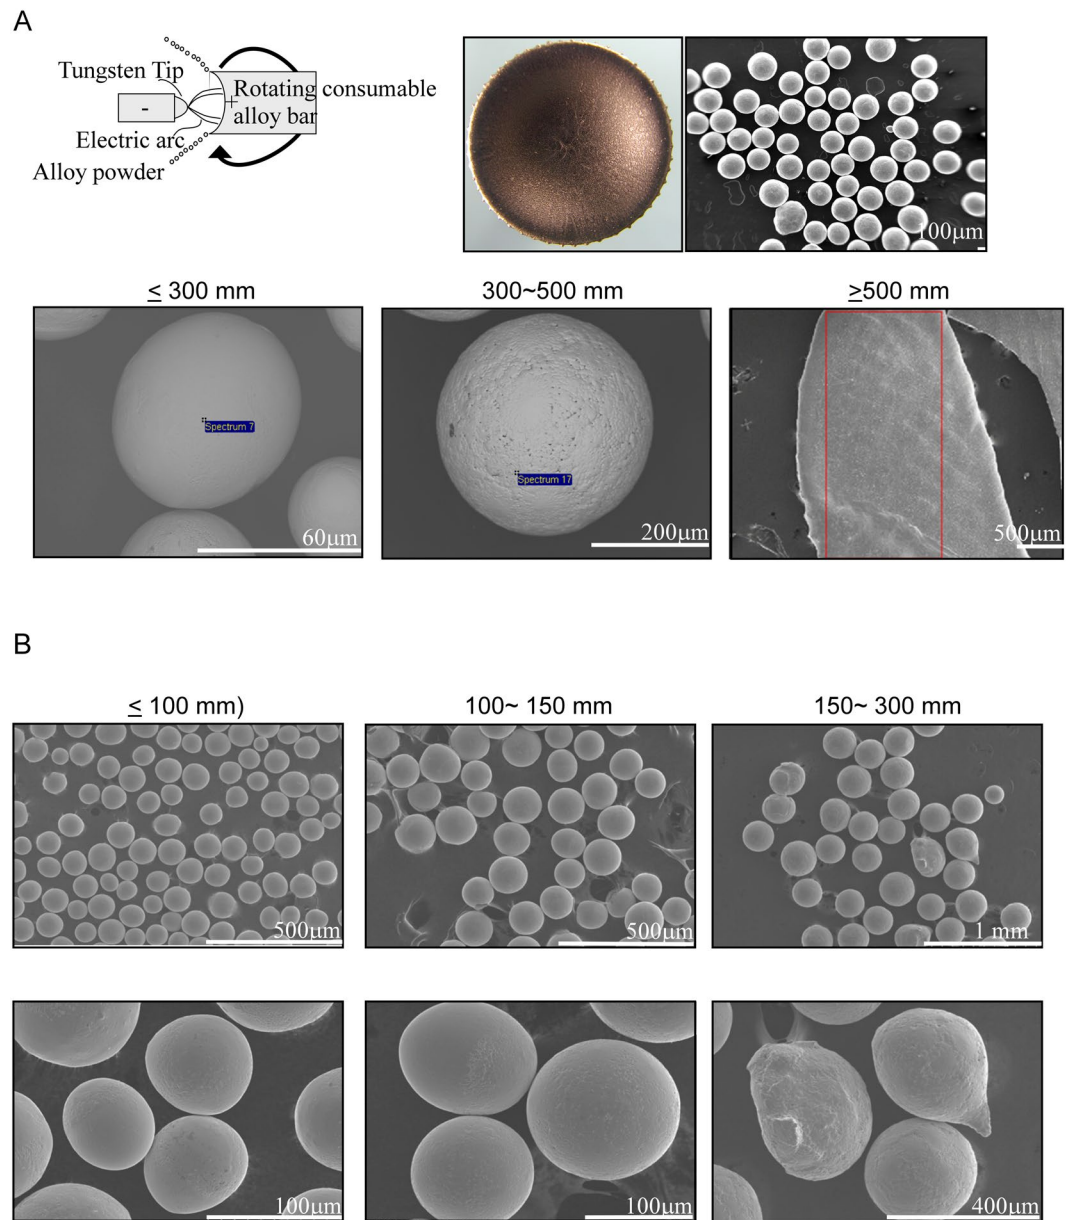 A
Tungsten Tip
Rotating consumable
alloy bar
-
+
Electric arc
Alloy powder
100μm
≤ 300 mm
300~500 mm
≥500 mm
Spectrum 7
60μm
Spectrum 17
200μm
500μm
B
≤ 100 mm)
100~ 150 mm
150~ 300 mm
500μm
500μm
1 mm
100μm
100μm
400μm